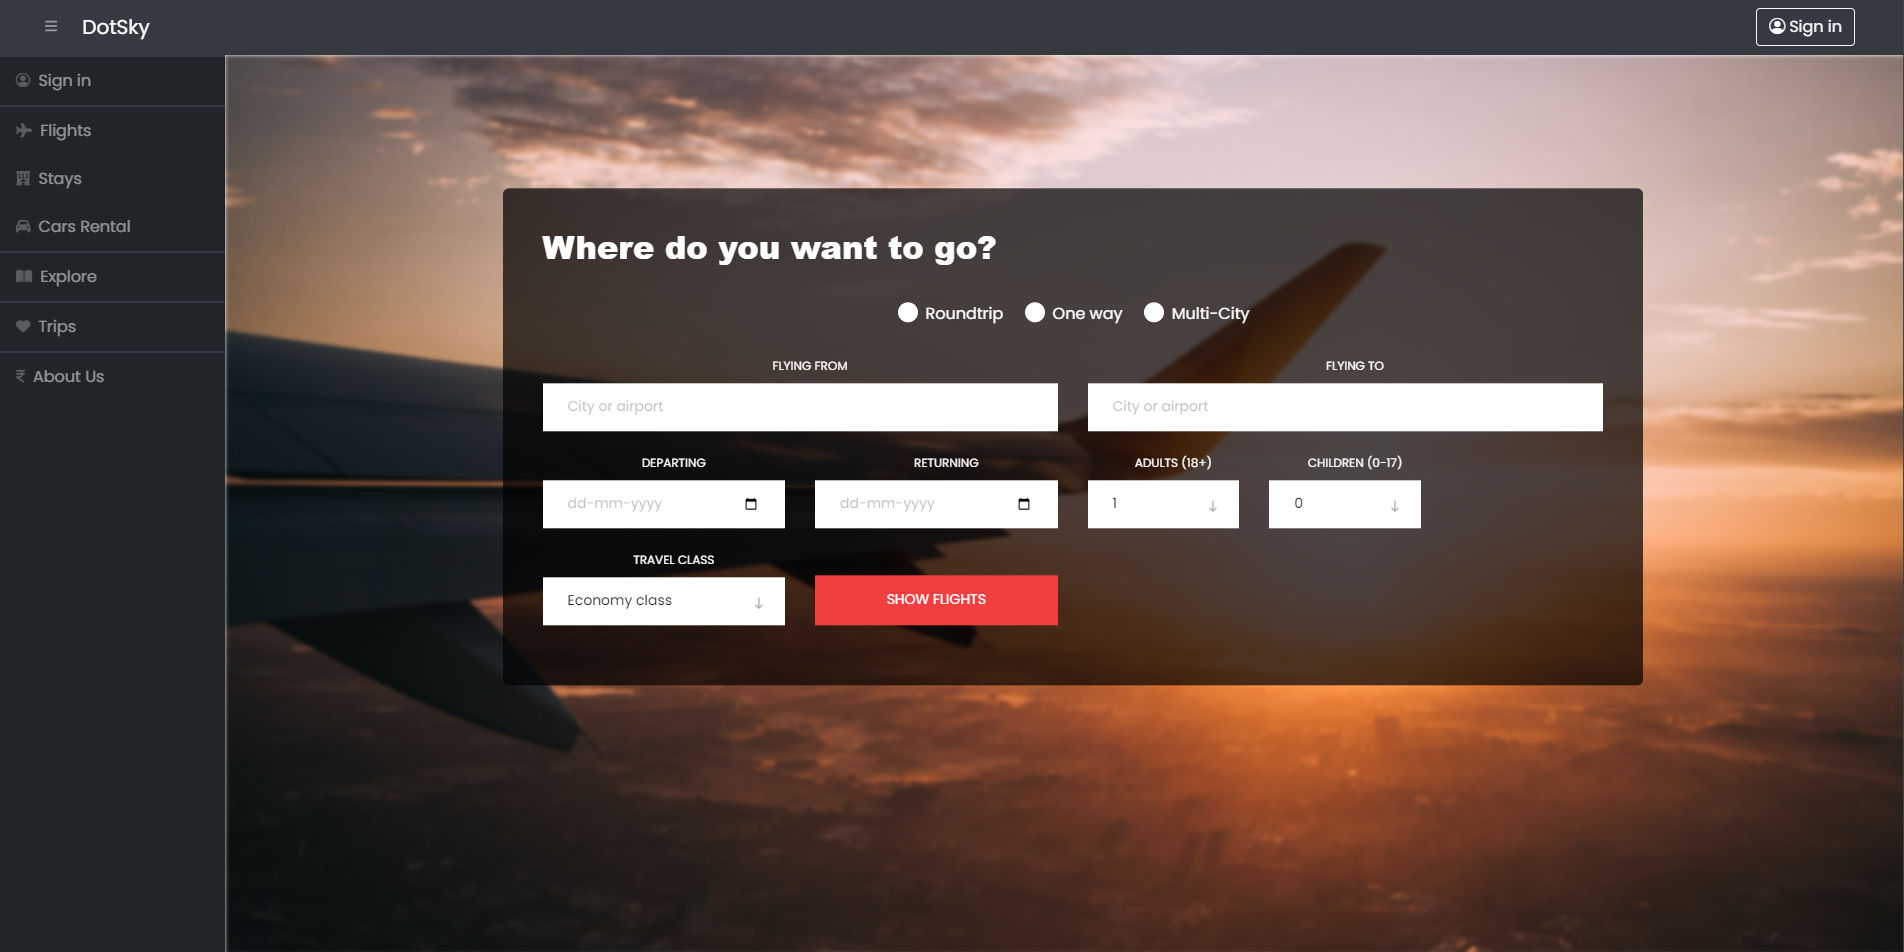 DotSky
Sign in
Sign in
Flights
Stays
Cars Rental
Explore
Trips
₹ About Us
Where do you want to go?
Roundtrip One way Multi-City
FLYING FROM FLYING TO
City or airport City or airport
DEPARTING RETURNING ADULTS (18+) CHILDREN (0-17)
dd-mm-yyyy dd-mm-yyyy 1 0
TRAVEL CLASS
Economy class SHOW FLIGHTS